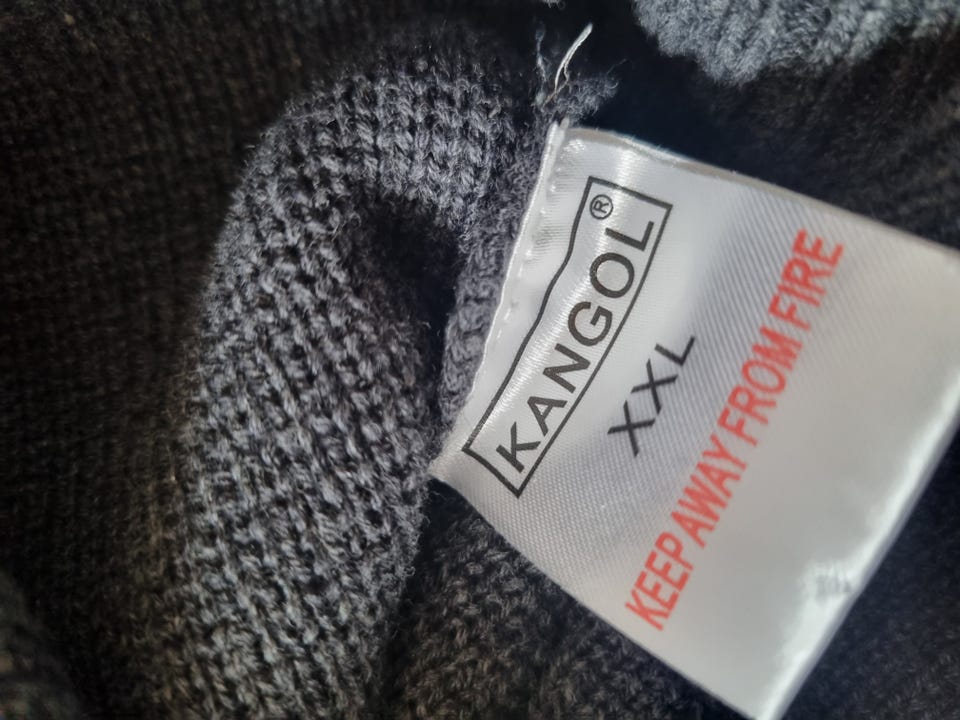 KANGOL®
XXL
KEEP AWAY FROM FIRE